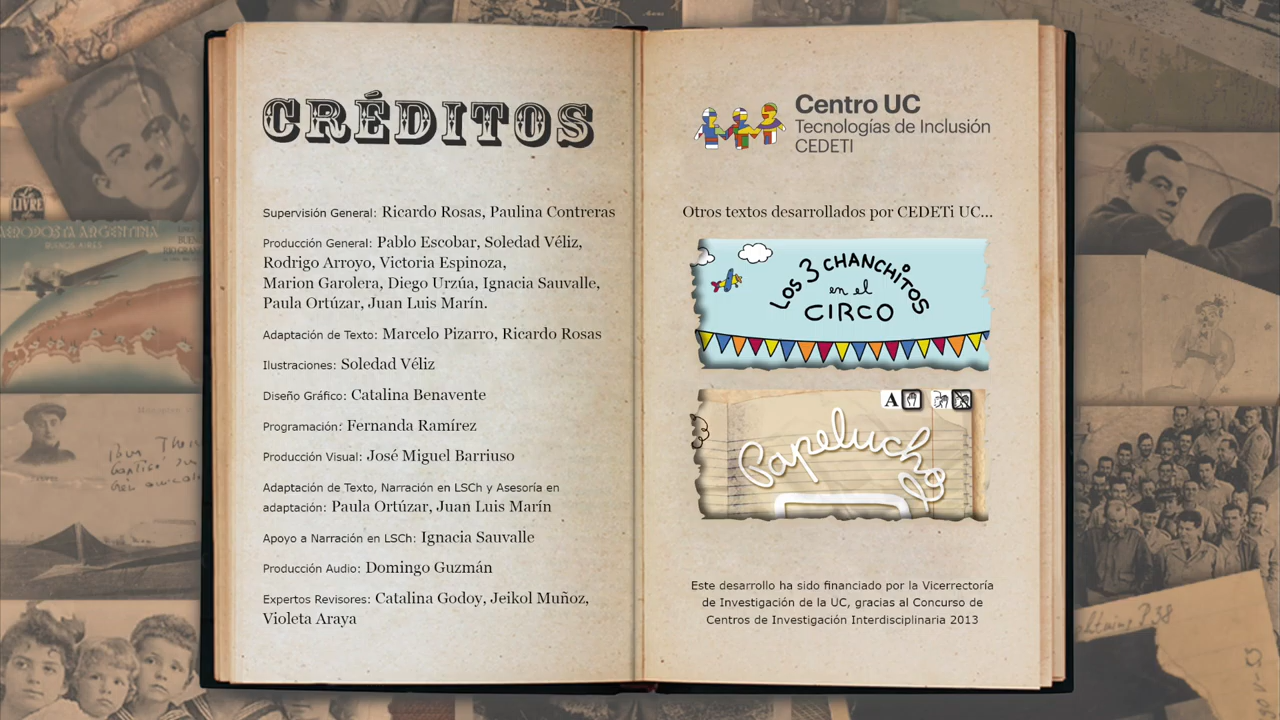 CRÉDITOS
Supervisión General: Ricardo Rosas, Paulina Contreras
Producción General: Pablo Escobar, Soledad Véliz,
Rodrigo Arroyo, Victoria Espinoza,
Marion Garolera, Diego Urzúa, Ignacia Sauvalle,
Paula Ortúzar, Juan Luis Marín.
Adaptación de Texto: Marcelo Pizarro, Ricardo Rosas
Ilustraciones: Soledad Véliz
Diseño Gráfico: Catalina Benavente
Programación: Fernanda Ramírez
Producción Visual: José Miguel Barriuso
Adaptación de Texto, Narración en LSCh y Asesoría en
adaptación: Paula Ortúzar, Juan Luis Marín
Apoyo a Narración en LSCh: Ignacia Sauvalle
Producción Audio: Domingo Guzmán
Expertos Revisores: Catalina Godoy, Jeikol Muñoz,
Violeta Araya
Centro UC
Tecnologías de Inclusión
CEDETI
Otros textos desarrollados por CEDETi UC...
LOS 3 CHANCHITOS
en el
CIRCO
A
Papelucho
Este desarrollo ha sido financiado por la Vicerrectoría
de Investigación de la UC, gracias al Concurso de
Centros de Investigación Interdisciplinaria 2013
LIVRE
AEROPOSTA ARGENTINA
BUENOS AIRES
P38